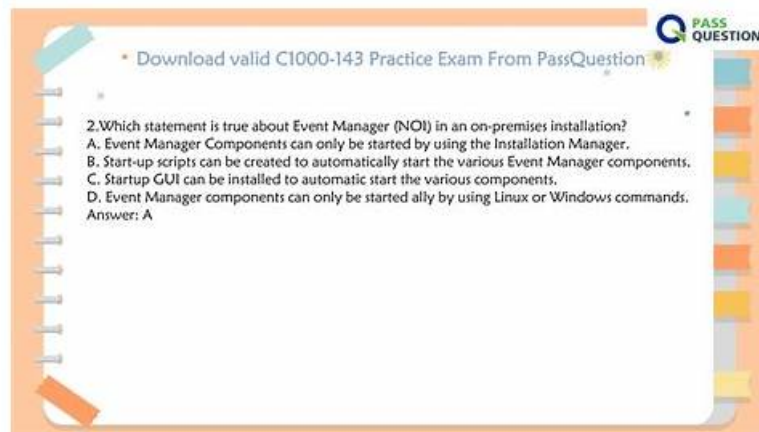 PASS
QUESTION
• Download valid C1000-143 Practice Exam From PassQuestion
2.Which statement is true about Event Manager (NOI) in an on-premises installation?
A. Event Manager Components can only be started by using the Installation Manager.
B. Start-up scripts can be created to automatically start the various Event Manager components.
C. Startup GUI can be installed to automatic start the various components.
D. Event Manager components can only be started ally by using Linux or Windows commands.
Answer: A